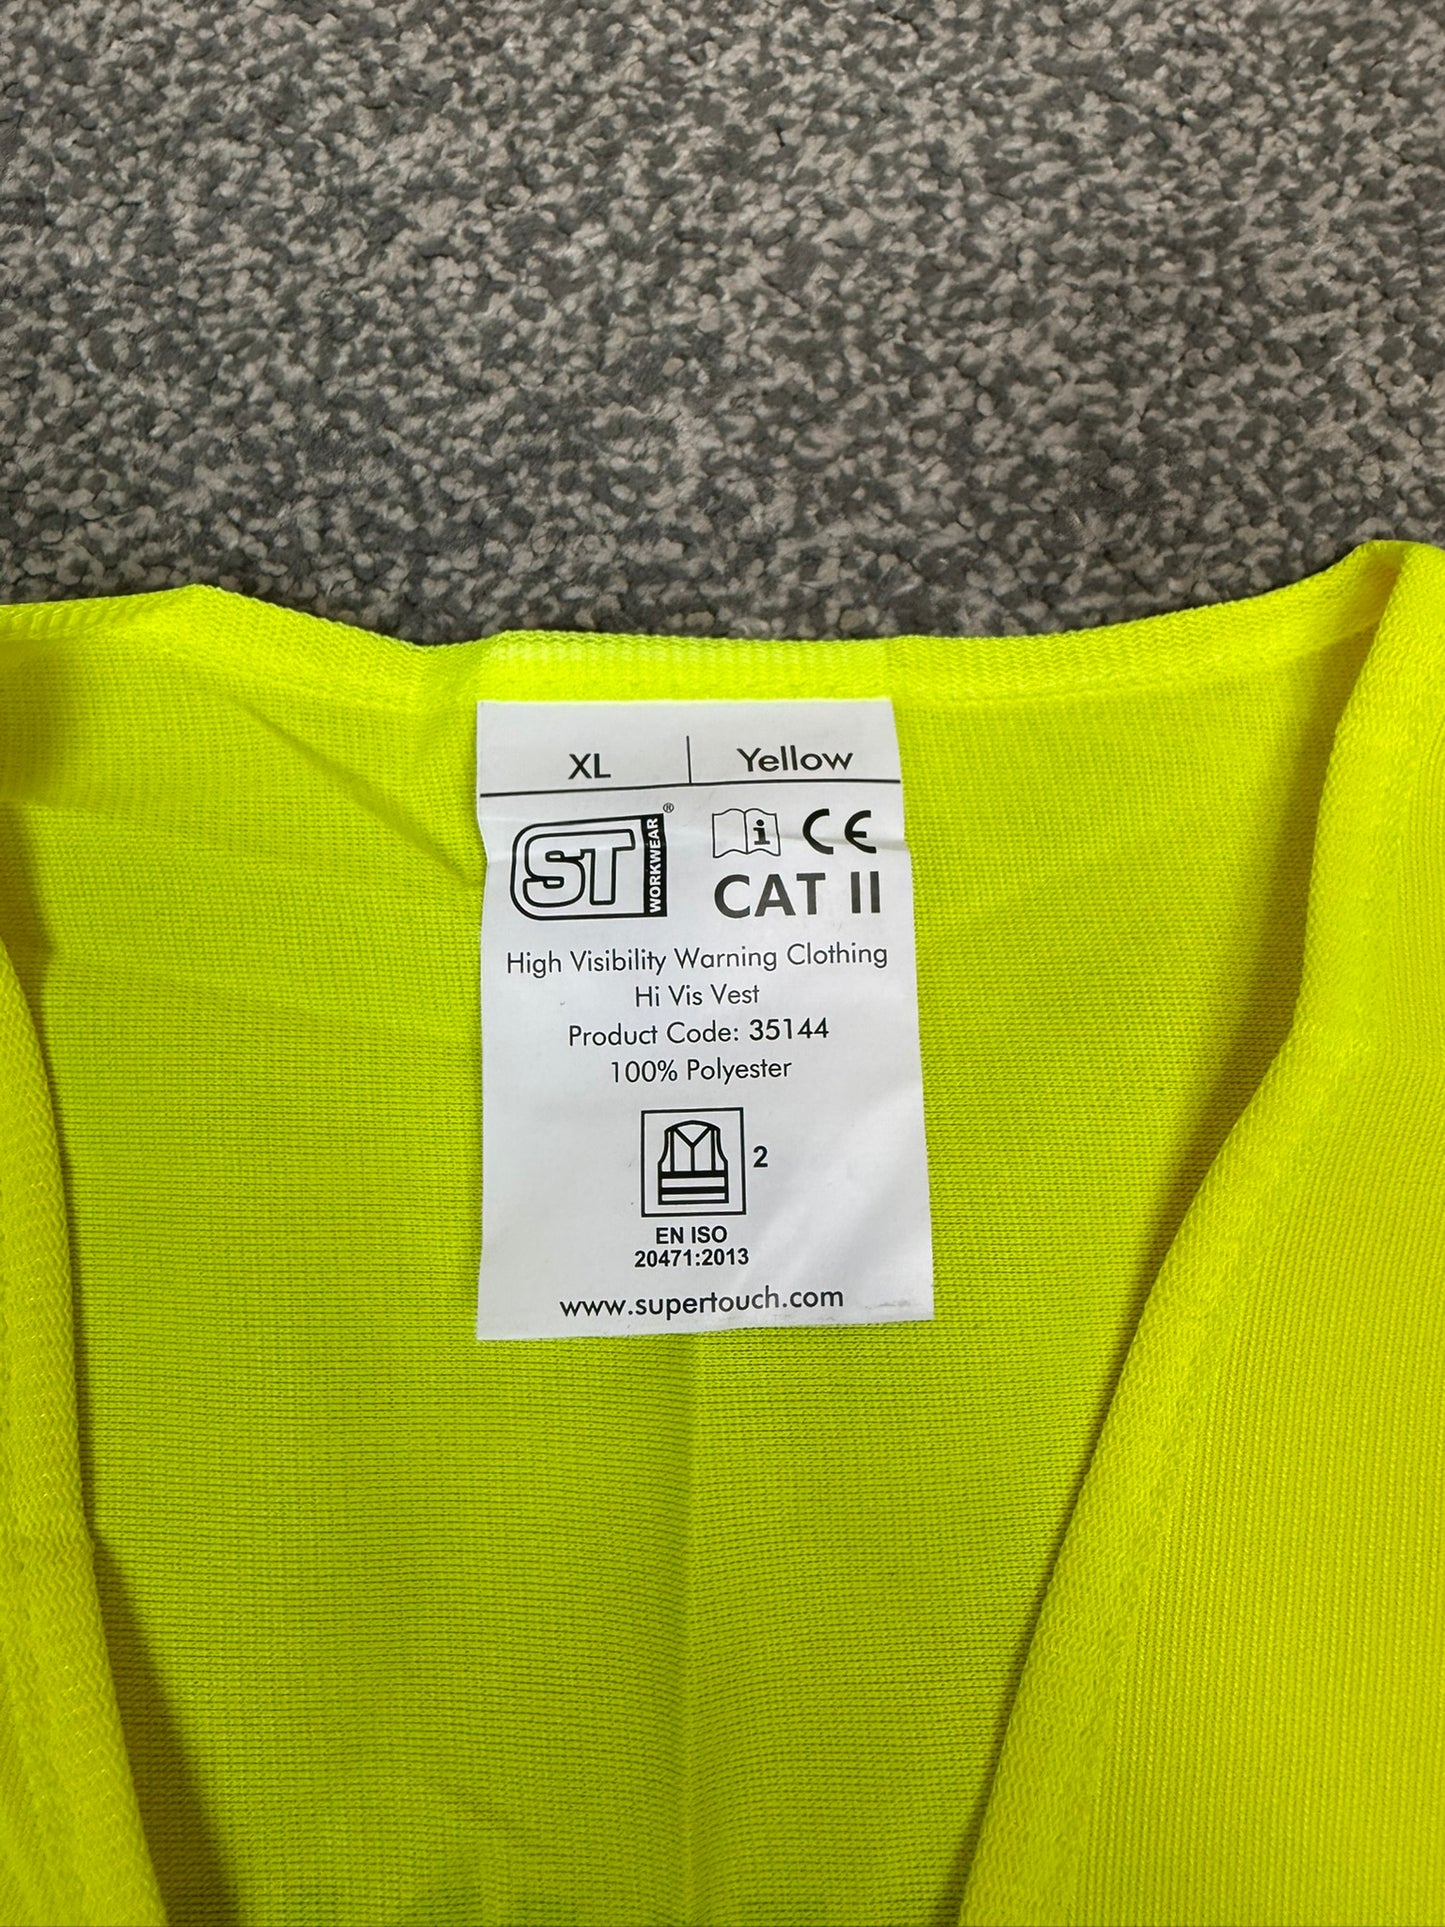 XL Yellow
ST WORKWEAR ®
i CE
CAT II
High Visibility Warning Clothing
Hi Vis Vest
Product Code: 35144
100% Polyester
2
EN ISO
20471:2013
www.supertouch.com